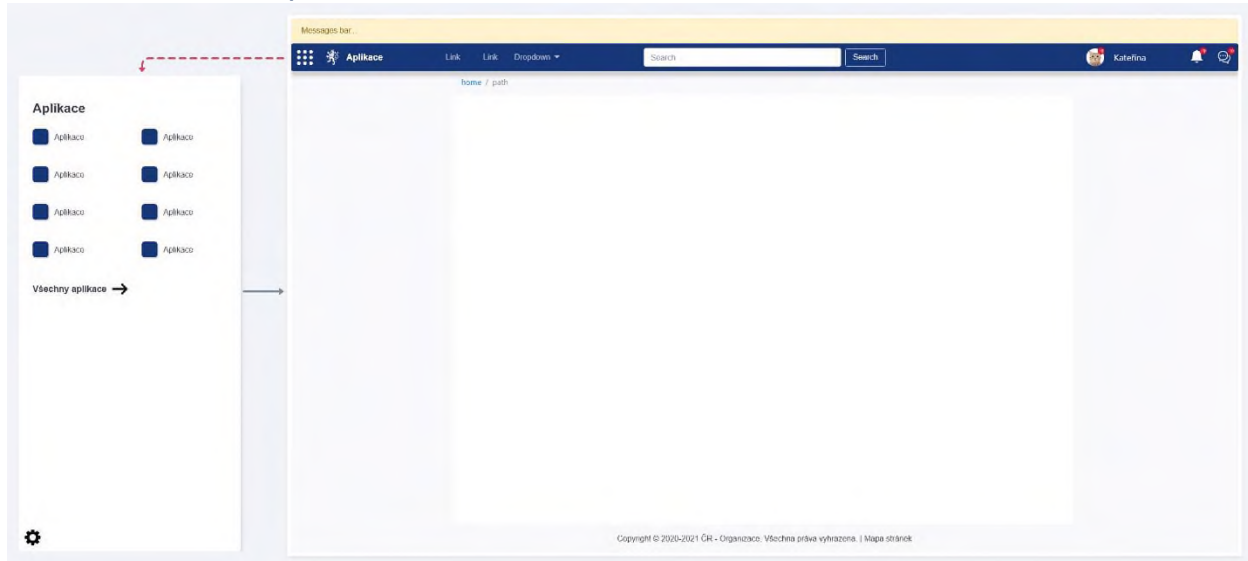 Messages bar...
Aplikace Link Link Dropdown Search Search Kateřina
home / path
Aplikace
Aplikace Aplikace
Aplikace Aplikace
Aplikace Aplikace
Aplikace Aplikace
Všechny aplikace
Copyright © 2020-2021 ČR - Organizace. Všechna práva vyhrazena. | Mapa stránek